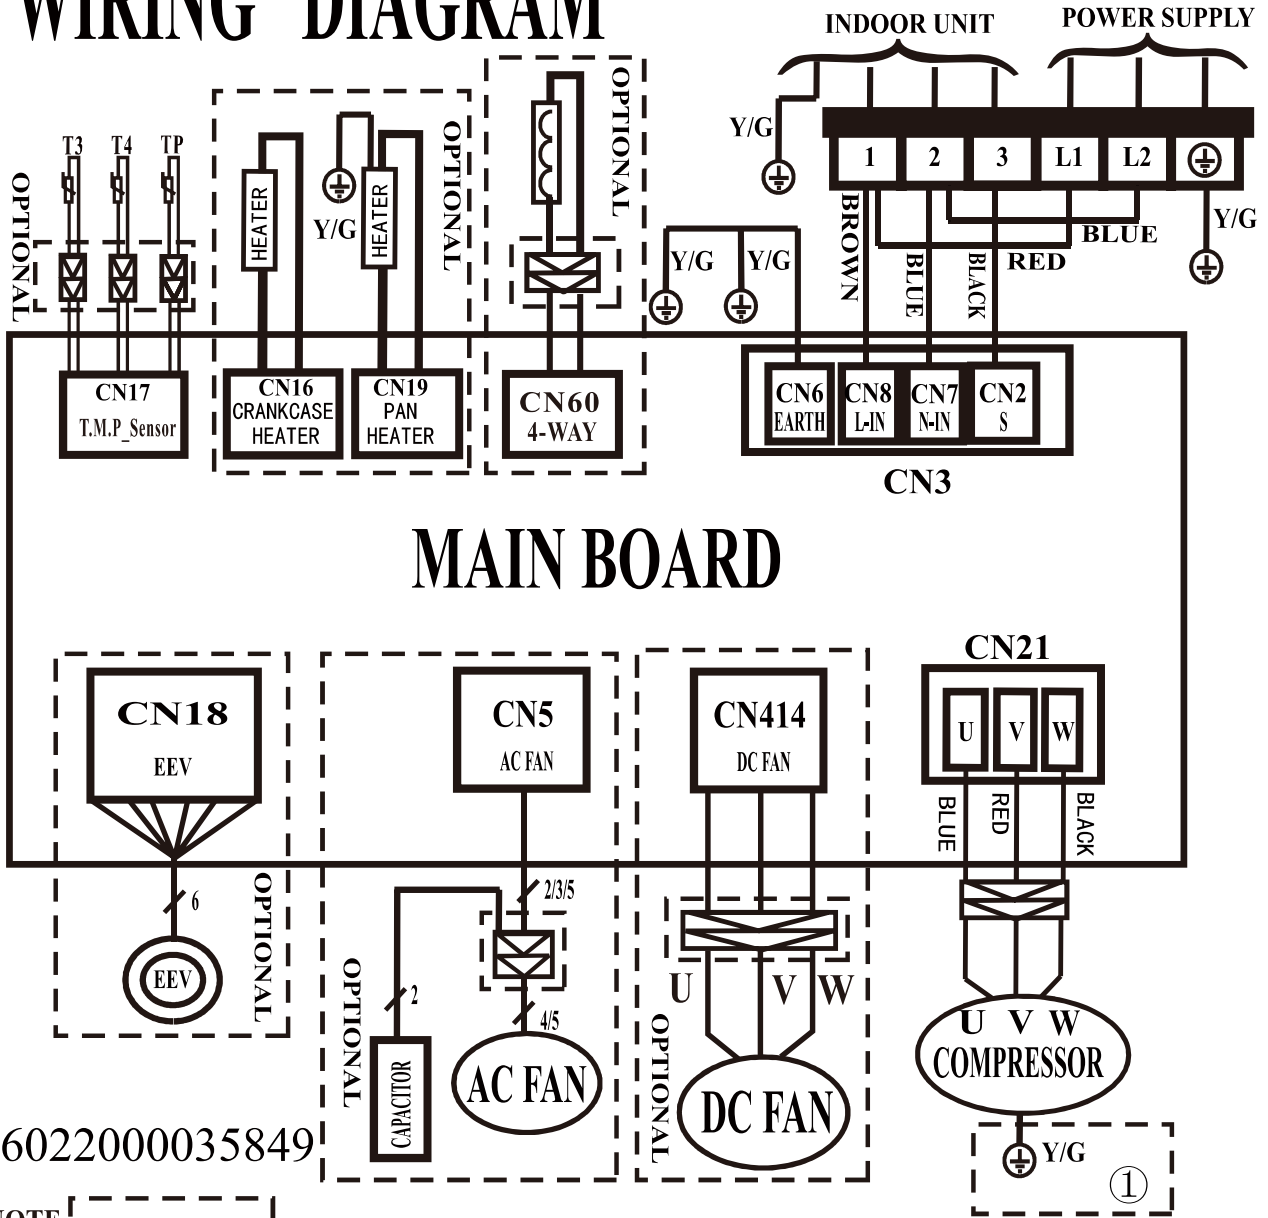 WIRING DIAGRAM
INDOOR UNIT
POWER SUPPLY
Y/G
1 2 3 L1 L2
Y/G
BROWN
BLUE
BLACK
BLUE
RED
T3 T4 TP
OPTIONAL
HEATER
Y/G
HEATER
OPTIONAL
OPTIONAL
Y/G Y/G
CN17
T.M.P_Sensor
CN16
CRANKCASE
HEATER
CN19
PAN
HEATER
CN60
4-WAY
CN6
EARTH
CN8
L-IN
CN7
N-IN
CN2
S
CN3
MAIN BOARD
CN18
EEV
6
EEV
OPTIONAL
CN5
AC FAN
2/3/5
2
4/5
OPTIONAL
CAPACITOR
AC FAN
CN414
DC FAN
U V W
OPTIONAL
DC FAN
CN21
U V W
BLUE
RED
BLACK
U V W
COMPRESSOR
Y/G
①
6022000035849
NOTE